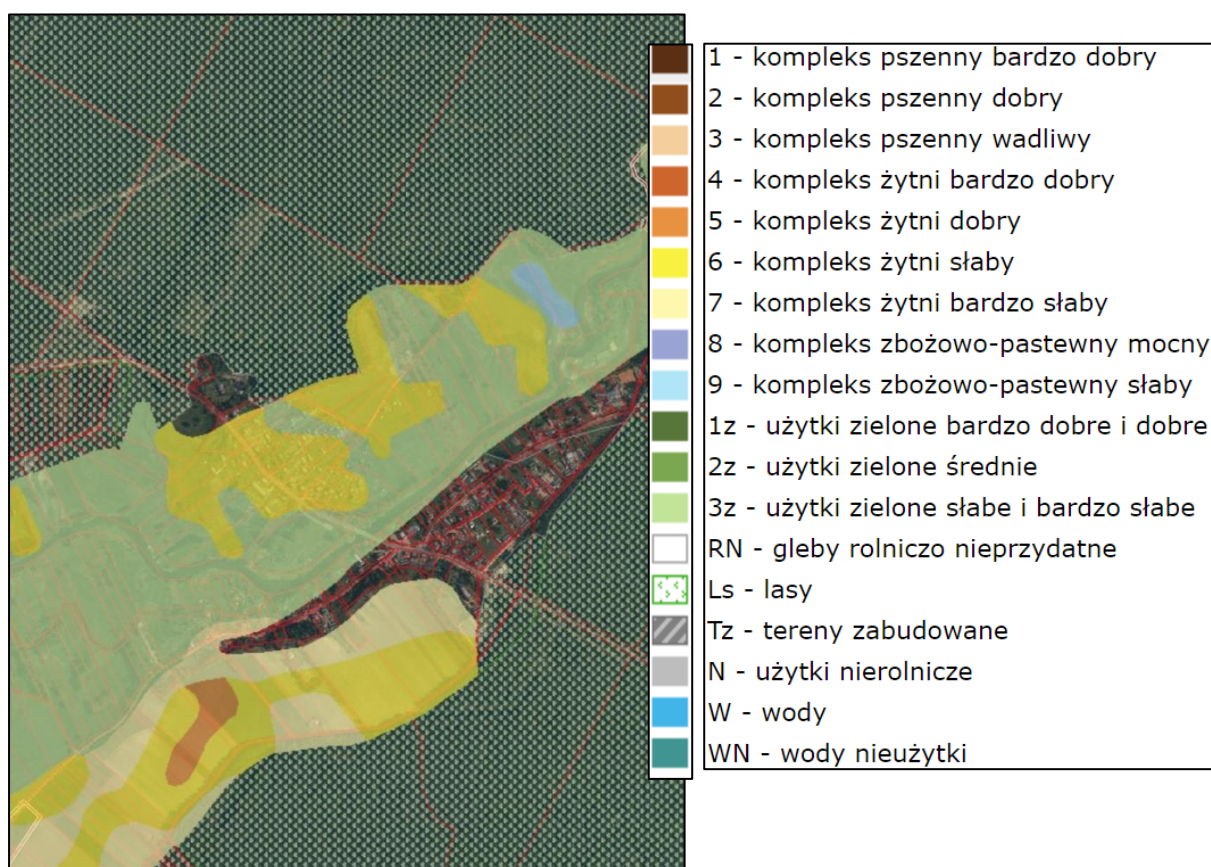 1 - kompleks pszenny bardzo dobry
2 - kompleks pszenny dobry
3 - kompleks pszenny wadliwy
4 - kompleks żytni bardzo dobry
5 - kompleks żytni dobry
6 - kompleks żytni słaby
7 - kompleks żytni bardzo słaby
8 - kompleks zbożowo-pastewny mocny
9 - kompleks zbożowo-pastewny słaby
1z - użytki zielone bardzo dobre i dobre
2z - użytki zielone średnie
3z - użytki zielone słabe i bardzo słabe
RN - gleby rolniczo nieprzydatne
Ls - lasy
Tz - tereny zabudowane
N - użytki nierolnicze
W - wody
WN - wody nieużytki